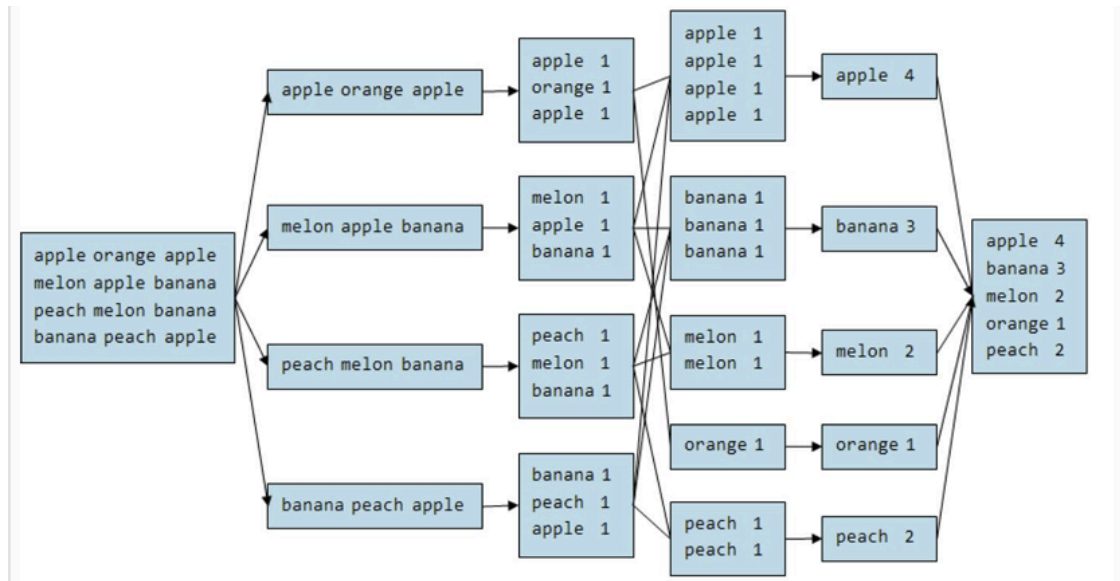 apple orange apple
melon apple banana
peach melon banana
banana peach apple
apple orange apple
melon apple banana
peach melon banana
banana peach apple
apple 1
orange 1
apple 1
melon 1
apple 1
banana 1
peach 1
melon 1
banana 1
banana 1
peach 1
apple 1
apple 1
apple 1
apple 1
apple 1
banana 1
banana 1
banana 1
melon 1
melon 1
orange 1
peach 1
peach 1
apple 4
banana 3
melon 2
orange 1
peach 2
apple 4
banana 3
melon 2
orange 1
peach 2